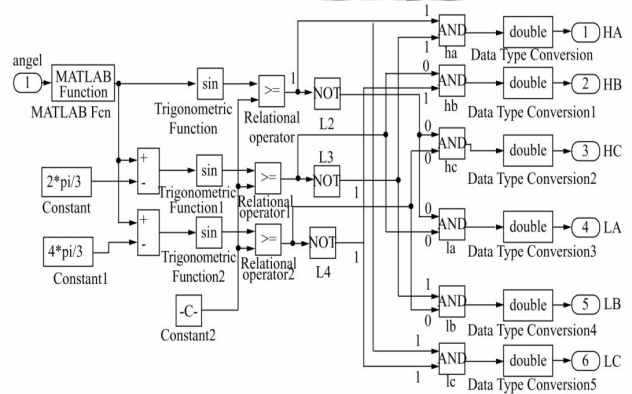 angel
1
MATLAB
Function
MATLAB Fcn
sin
Trigonometric
Function
>=
Relational
operator
1
NOT
L2
2*pi/3
Constant
+
-
sin
Trigonometric
Function1
>=
Relational
operator1
L3
NOT
1
4*pi/3
Constant1
+
-
sin
Trigonometric
Function2
>=
Relational
operator2
NOT
L4
1
-C-
Constant2
1
1
AND
ha
double
Data Type Conversion
1
HA
0
1
AND
hb
double
Data Type Conversion1
2
HB
0
0
AND
hc
double
Data Type Conversion2
3
HC
0
0
AND
la
double
Data Type Conversion3
4
LA
1
0
AND
lb
double
Data Type Conversion4
5
LB
1
1
AND
lc
double
Data Type Conversion5
6
LC